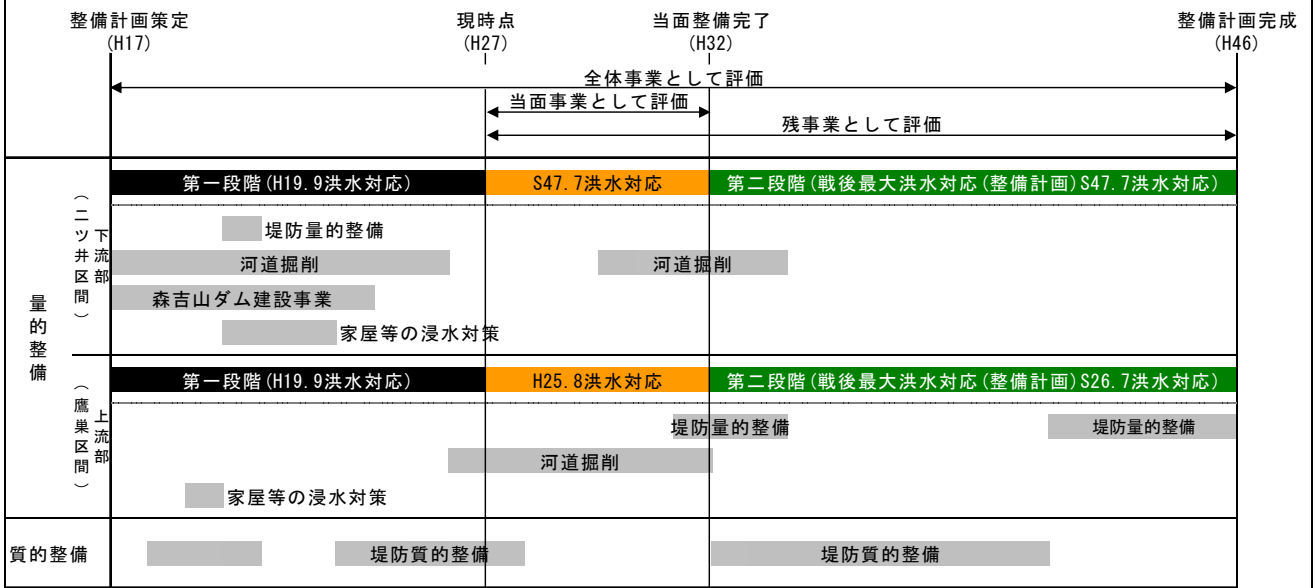 整備計画策定
(H17)
現時点
(H27)
当面整備完了
(H32)
整備計画完成
(H46)
全体事業として評価
当面事業として評価
残事業として評価
量的整備
下流部
(二ツ井区間)
第一段階(H19.9洪水対応)
S47.7洪水対応
第二段階(戦後最大洪水対応(整備計画)S47.7洪水対応)
堤防量的整備
河道掘削
河道掘削
森吉山ダム建設事業
家屋等の浸水対策
上流部
(鷹巣区間)
第一段階(H19.9洪水対応)
H25.8洪水対応
第二段階(戦後最大洪水対応(整備計画)S26.7洪水対応)
堤防量的整備
堤防量的整備
河道掘削
家屋等の浸水対策
質的整備
堤防質的整備
堤防質的整備